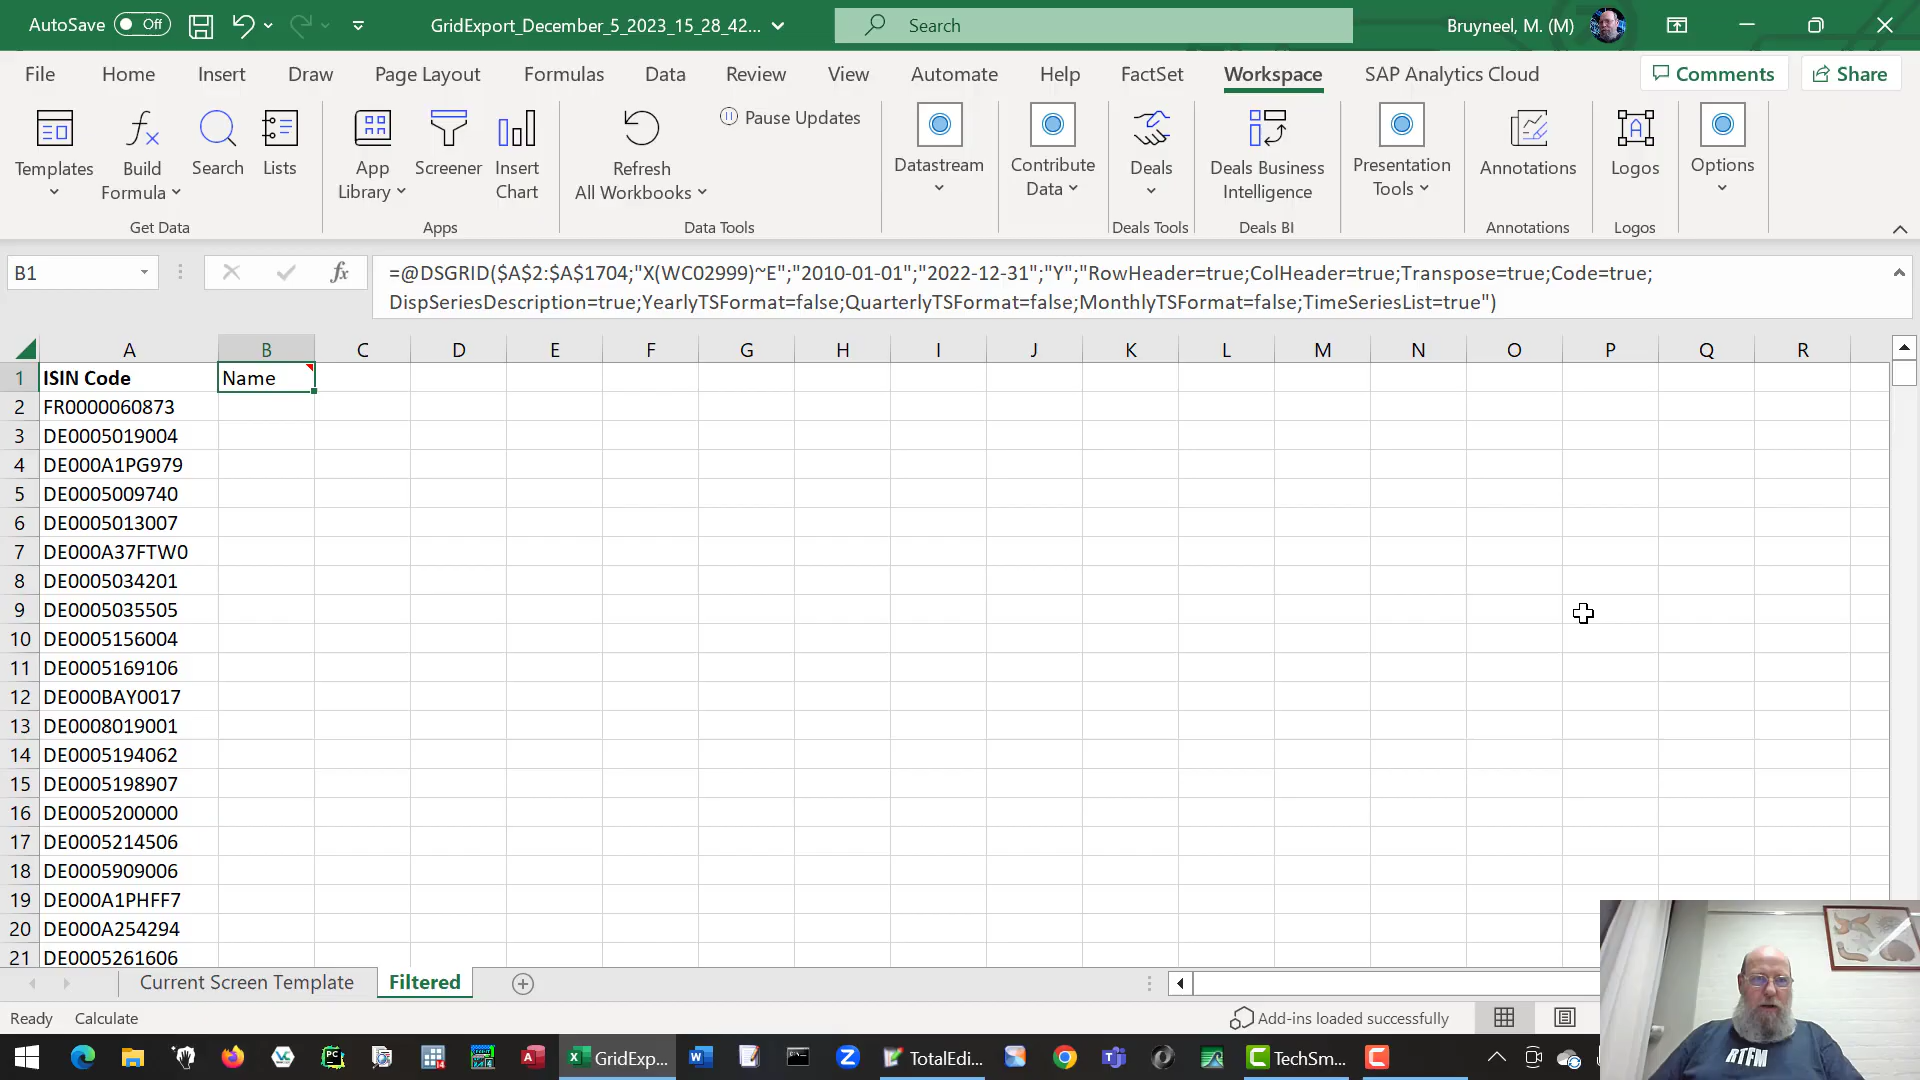 AutoSave Off GridExport_December_5_2023_15_28_42... Search Bruyneel, M. (M)
File Home Insert Draw Page Layout Formulas Data Review View Automate Help FactSet Workspace SAP Analytics Cloud Comments Share
Templates
Build
Formula
Search
Lists
App
Library
Screener
Insert
Chart
Refresh
All Workbooks
Pause Updates
Datastream
Contribute
Data
Deals
Deals Business
Intelligence
Presentation
Tools
Annotations
Logos
Options
Get Data Apps Data Tools Deals Tools Deals BI Annotations Logos
B1 fx =@DSGRID($A$2:$A$1704;"X(WC02999)~E";"2010-01-01";"2022-12-31";"Y";"RowHeader=true;ColHeader=true;Transpose=true;Code=true;
DispSeriesDescription=true;YearlyTSFormat=false;QuarterlyTSFormat=false;MonthlyTSFormat=false;TimeSeriesList=true")
A B C D E F G H I J K L M N O P Q R
1 ISIN Code Name
2 FR0000060873
3 DE0005019004
4 DE000A1PG979
5 DE0005009740
6 DE0005013007
7 DE000A37FTW0
8 DE0005034201
9 DE0005035505
10 DE0005156004
11 DE0005169106
12 DE000BAY0017
13 DE0008019001
14 DE0005194062
15 DE0005198907
16 DE0005200000
17 DE0005214506
18 DE0005909006
19 DE000A1PHFF7
20 DE000A254294
21 DE0005261606
Current Screen Template Filtered
Ready Calculate Add-ins loaded successfully
GridExp... TotalEdi... TechSm...
RTFM